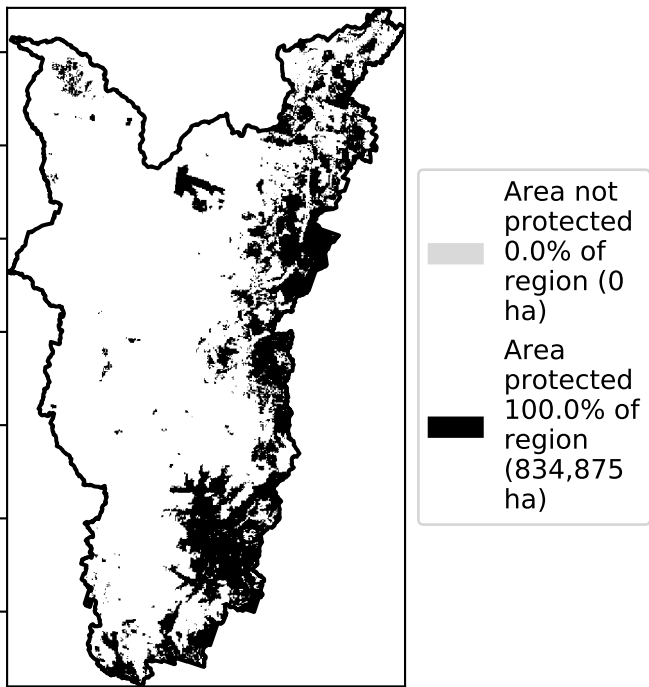 Area not
protected
0.0% of
region (0
ha)
Area
protected
100.0% of
region
(834,875
ha)